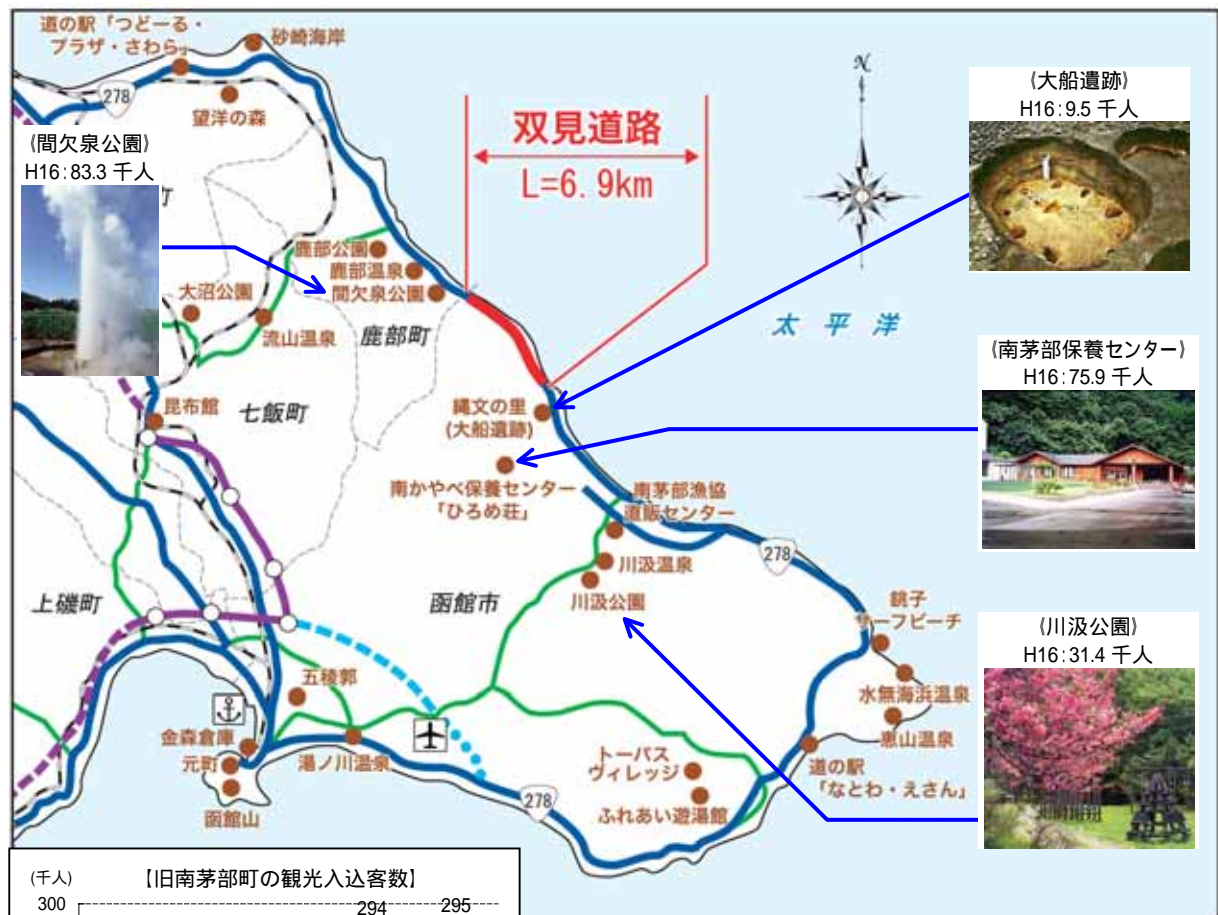 道の駅「つどーる・
プラザ・さわら」
砂崎海岸
278
望洋の森
(間欠泉公園)
H16:83.3 千人
町
双見道路
L=6.9km
N
(大船遺跡)
H16:9.5 千人
鹿部公園
鹿部温泉
間欠泉公園
大沼公園
流山温泉
鹿部町
太平洋
(南茅部保養センター)
H16:75.9 千人
昆布館
七飯町
縄文の里
(大船遺跡)
南かやべ保養センター
「ひろめ荘」
南茅部漁協
直販センター
278
川汲温泉
川汲公園
上磯町
函館市
銚子
サーフビーチ
(川汲公園)
H16:31.4 千人
水無海浜温泉
恵山温泉
五稜郭
金森倉庫
元町
湯ノ川温泉
函館山
トーパス
ヴィレッジ
道の駅
「なとわ・えさん」
ふれあい遊湯館
278
(千人)
【旧南茅部町の観光入込客数】
300
294
295